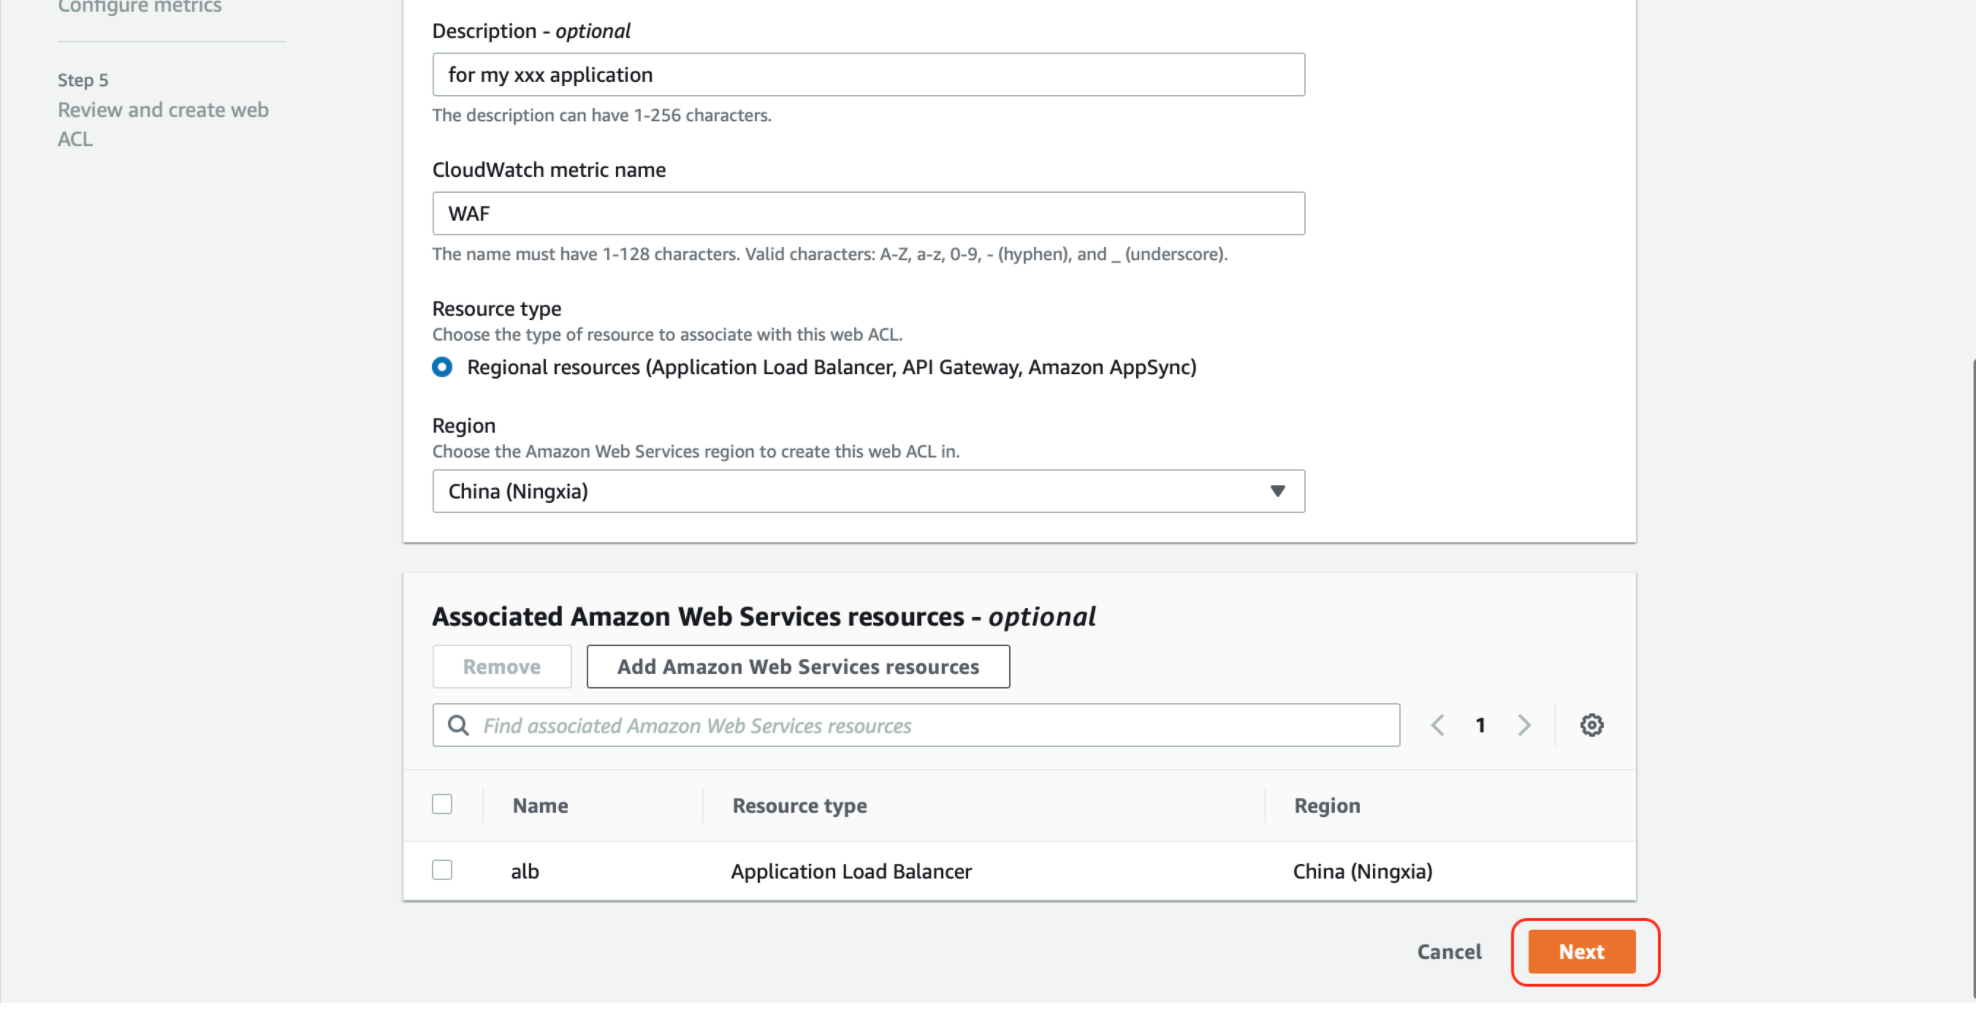 Configure metrics
Step 5
Review and create web
ACL
Description - optional
for my xxx application
The description can have 1-256 characters.
CloudWatch metric name
WAF
The name must have 1-128 characters. Valid characters: A-Z, a-z, 0-9, - (hyphen), and _ (underscore).
Resource type
Choose the type of resource to associate with this web ACL.
Regional resources (Application Load Balancer, API Gateway, Amazon AppSync)
Region
Choose the Amazon Web Services region to create this web ACL in.
China (Ningxia)
Associated Amazon Web Services resources - optional
Remove Add Amazon Web Services resources
Find associated Amazon Web Services resources 1
Name Resource type Region
alb Application Load Balancer China (Ningxia)
Cancel Next